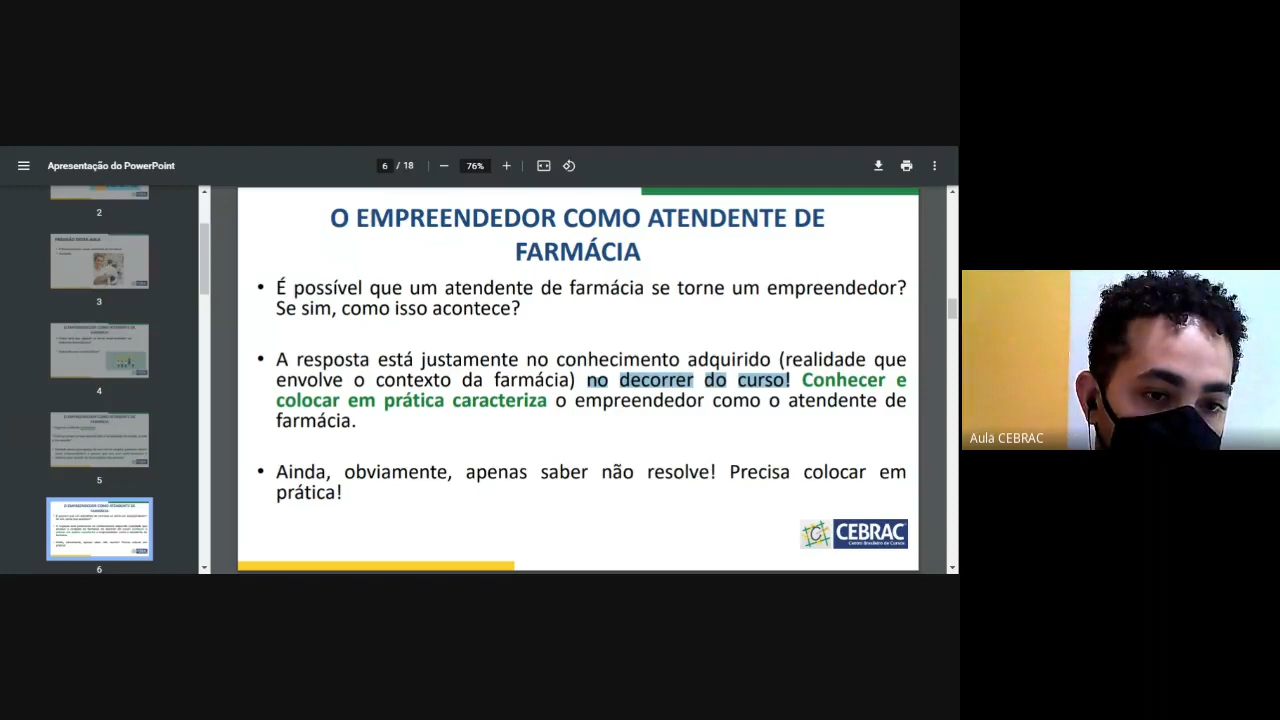 Apresentação do PowerPoint
6 / 18
76%
2
3
4
5
6
O EMPREENDEDOR COMO ATENDENTE DE
FARMÁCIA
• É possível que um atendente de farmácia se torne um empreendedor?
Se sim, como isso acontece?
• A resposta está justamente no conhecimento adquirido (realidade que
envolve o contexto da farmácia) no decorrer do curso! Conhecer e
colocar em prática caracteriza o empreendedor como o atendente de
farmácia.
• Ainda, obviamente, apenas saber não resolve! Precisa colocar em
prática!
CEBRAC
Centro Brasileiro de Cursos
Aula CEBRAC